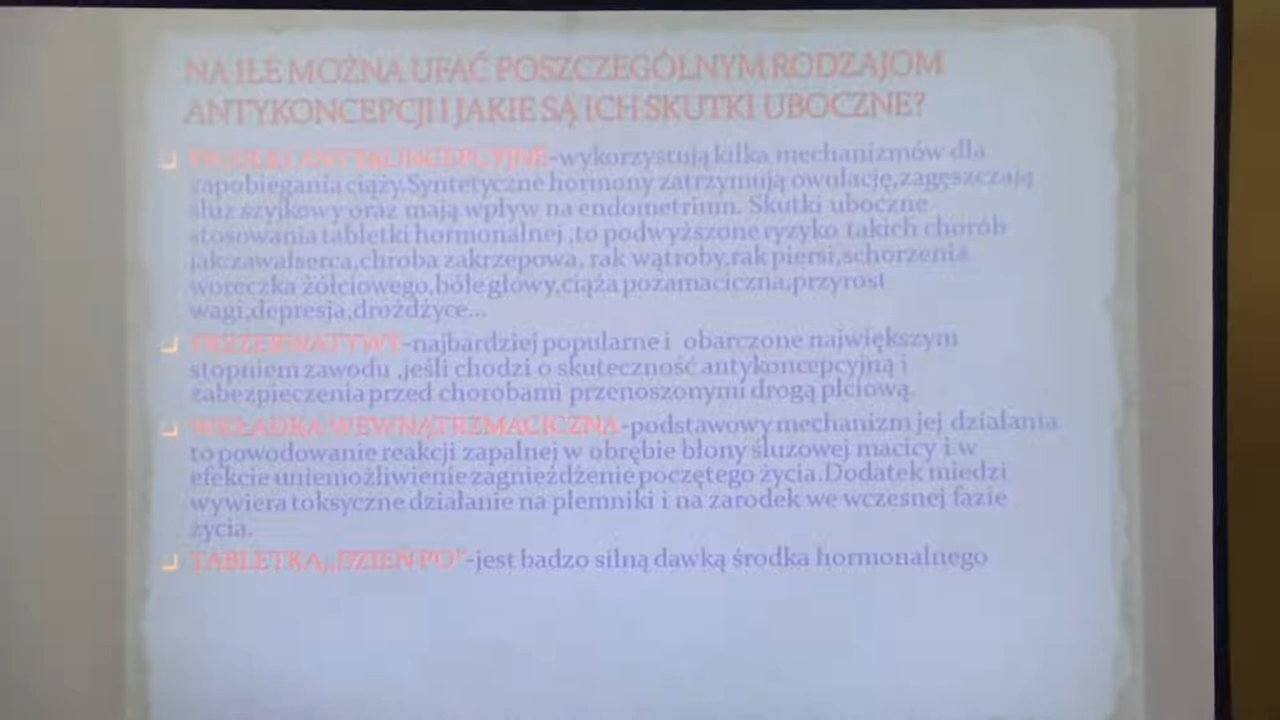 NA ILE MOŻNA UFAĆ POSZCZEGÓLNYM RODZAJOM
ANTYKONCEPCJI I JAKIE SĄ ICH SKUTKI UBOCZNE?
ANTYKONCEPCYJNE-wykorzystują kilka mechanizmów dla
zapobiegania ciąży.Syntetyczne hormony zatrzymują owulację,zagęszczają
śluz szyjkowy oraz mają wpływ na endometrium. Skutki uboczne
stosowania tabletki hormonalnej ,to podwyższone ryzyko takich chorób
jak:zawałserca,chroba zakrzepowa, rak wątroby,rak piersi,schorzenia
woreczka żółciowego,bóle głowy,ciąża pozamaciczna,przyrost
wagi,depresja,drożdżyce...
PREZERWATYWY-najbardziej popularne i obarczone największym
stopniem zawodu ,jeśli chodzi o skuteczność antykoncepcyjną i
zabezpieczenia przed chorobami przenoszonymi drogą płciową.
WKŁADKA WEWNĄTRZMACICZNA-podstawowy mechanizm jej działania
to powodowanie reakcji zapalnej w obrębie błony śluzowej macicy i w
efekcie uniemożliwienie zagnieżdżenie poczętego życia.Dodatek miedzi
wywiera toksyczne działanie na plemniki i na zarodek we wczesnej fazie
życia.
TABLETKA,,DZIEŃ PO"-jest badzo silną dawką środka hormonalnego